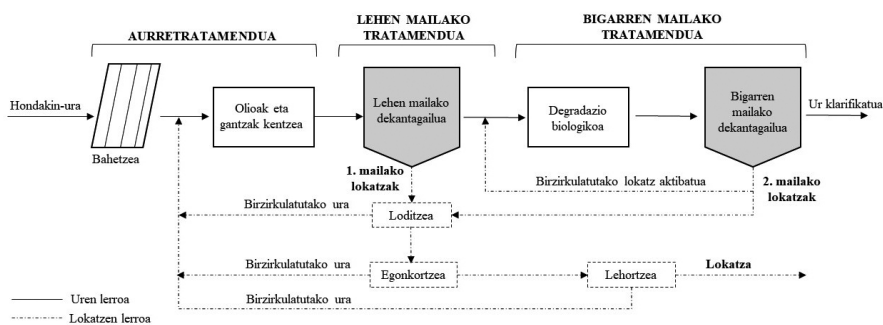 AURRETRATAMENDUA
LEHEN MAILAKO
TRATAMENDUA
BIGARREN MAILAKO
TRATAMENDUA
Hondakin-ura
Bahetzea
Olioak eta
gantzak kentzea
Lehen mailako
dekantagailua
Degradazio
biologikoa
Bigarren
mailako
dekantagailua
Ur klarifikatua
1. mailako
lokatzak
Birzirkulatutako lokatz aktibatua
2. mailako
lokatzak
Birzirkulatutako ura
Loditzea
Birzirkulatutako ura
Egonkortzea
Lehortzea
Lokatza
Birzirkulatutako ura
Uren lerroa
Lokatzen lerroa